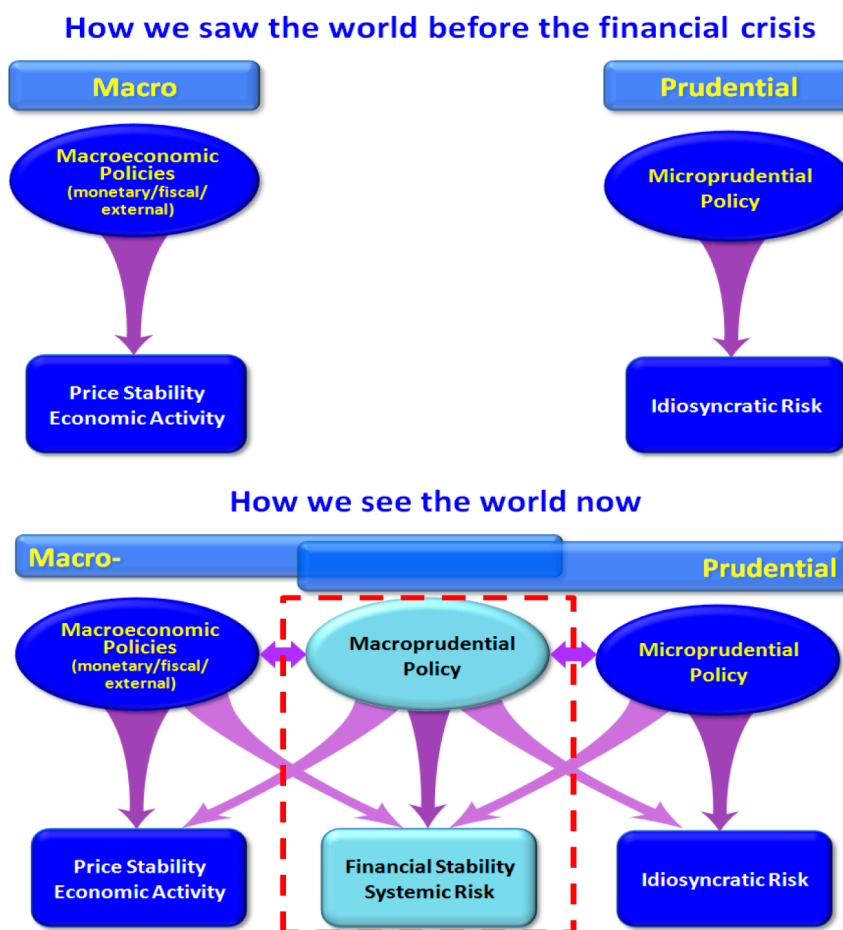 How we saw the world before the financial crisis
Macro
Prudential
Macroeconomic
Policies
(monetary/fiscal/
external)
Microprudential
Policy
Price Stability
Economic Activity
Idiosyncratic Risk
How we see the world now
Macro-
Prudential
Macroeconomic
Policies
(monetary/fiscal/
external)
Macroprudential
Policy
Microprudential
Policy
Price Stability
Economic Activity
Financial Stability
Systemic Risk
Idiosyncratic Risk